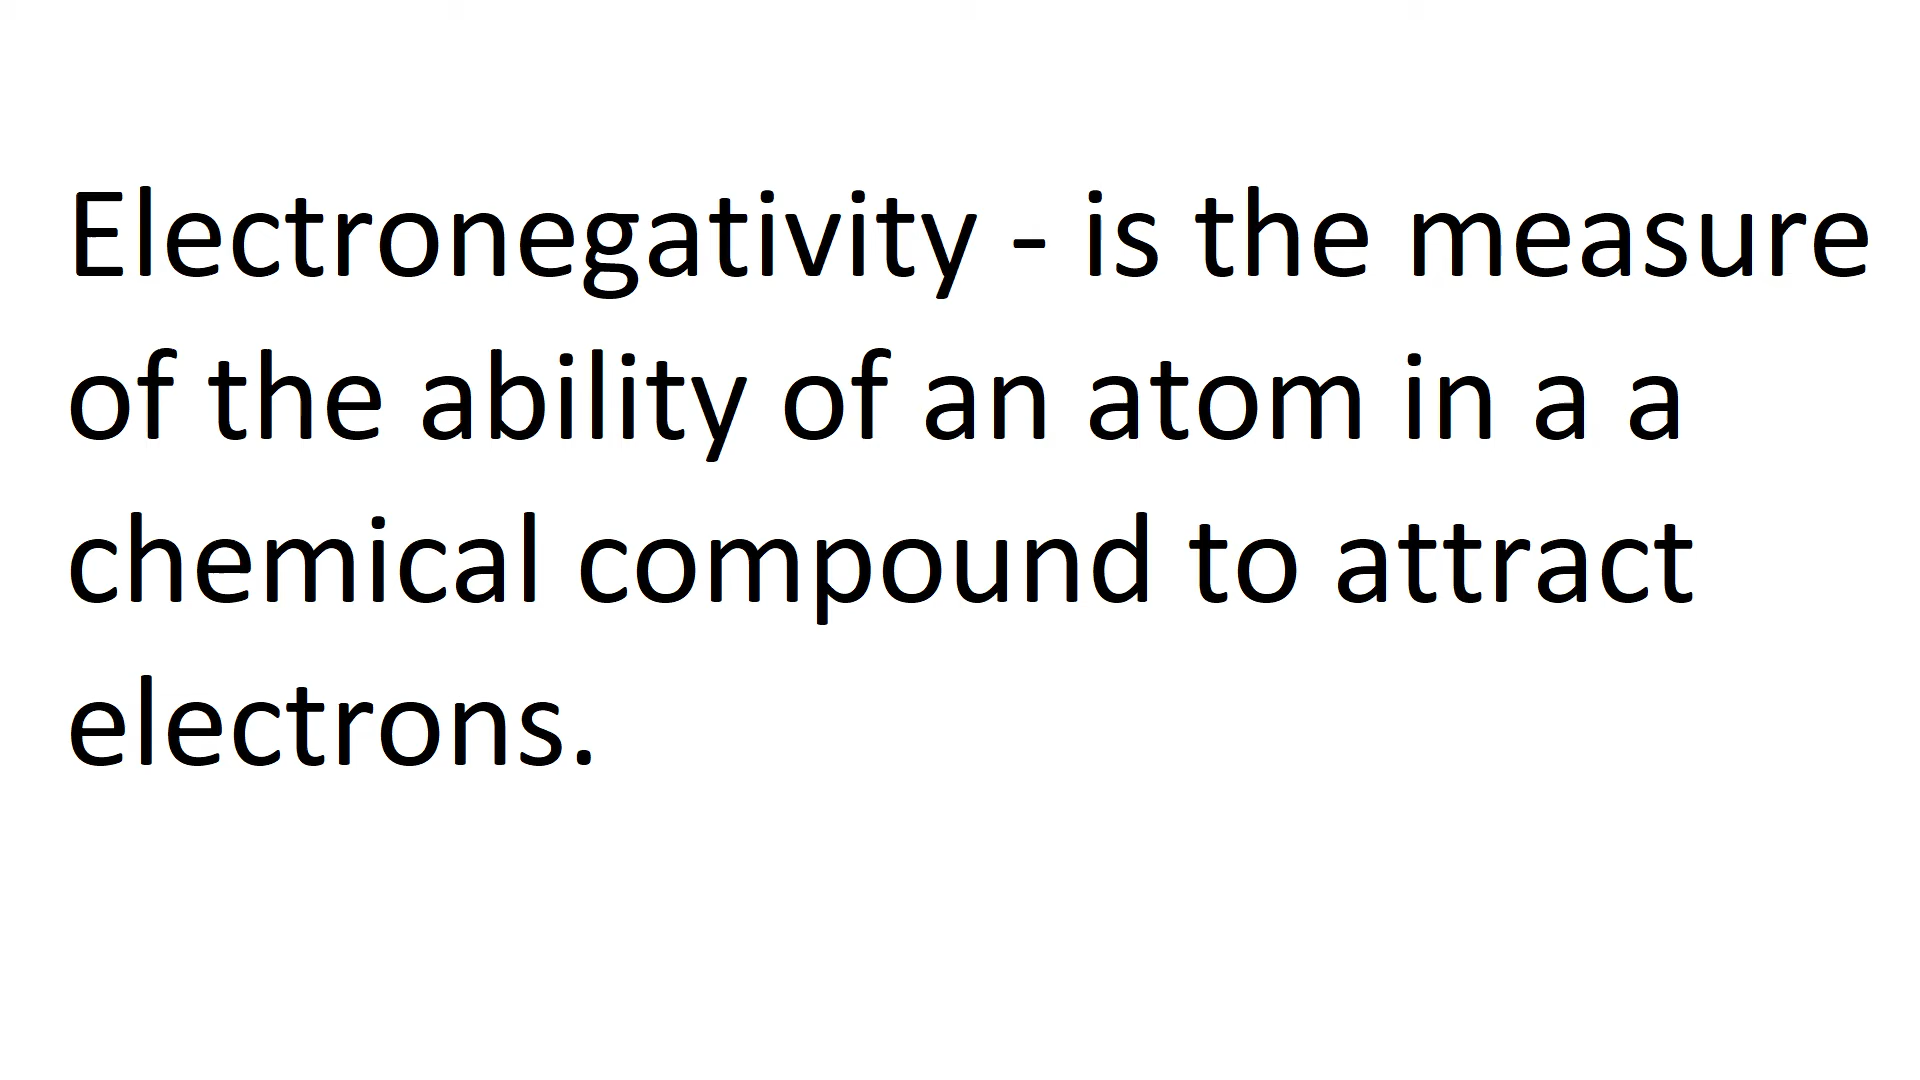 Electronegativity - is the measure
of the ability of an atom in a a
chemical compound to attract
electrons.